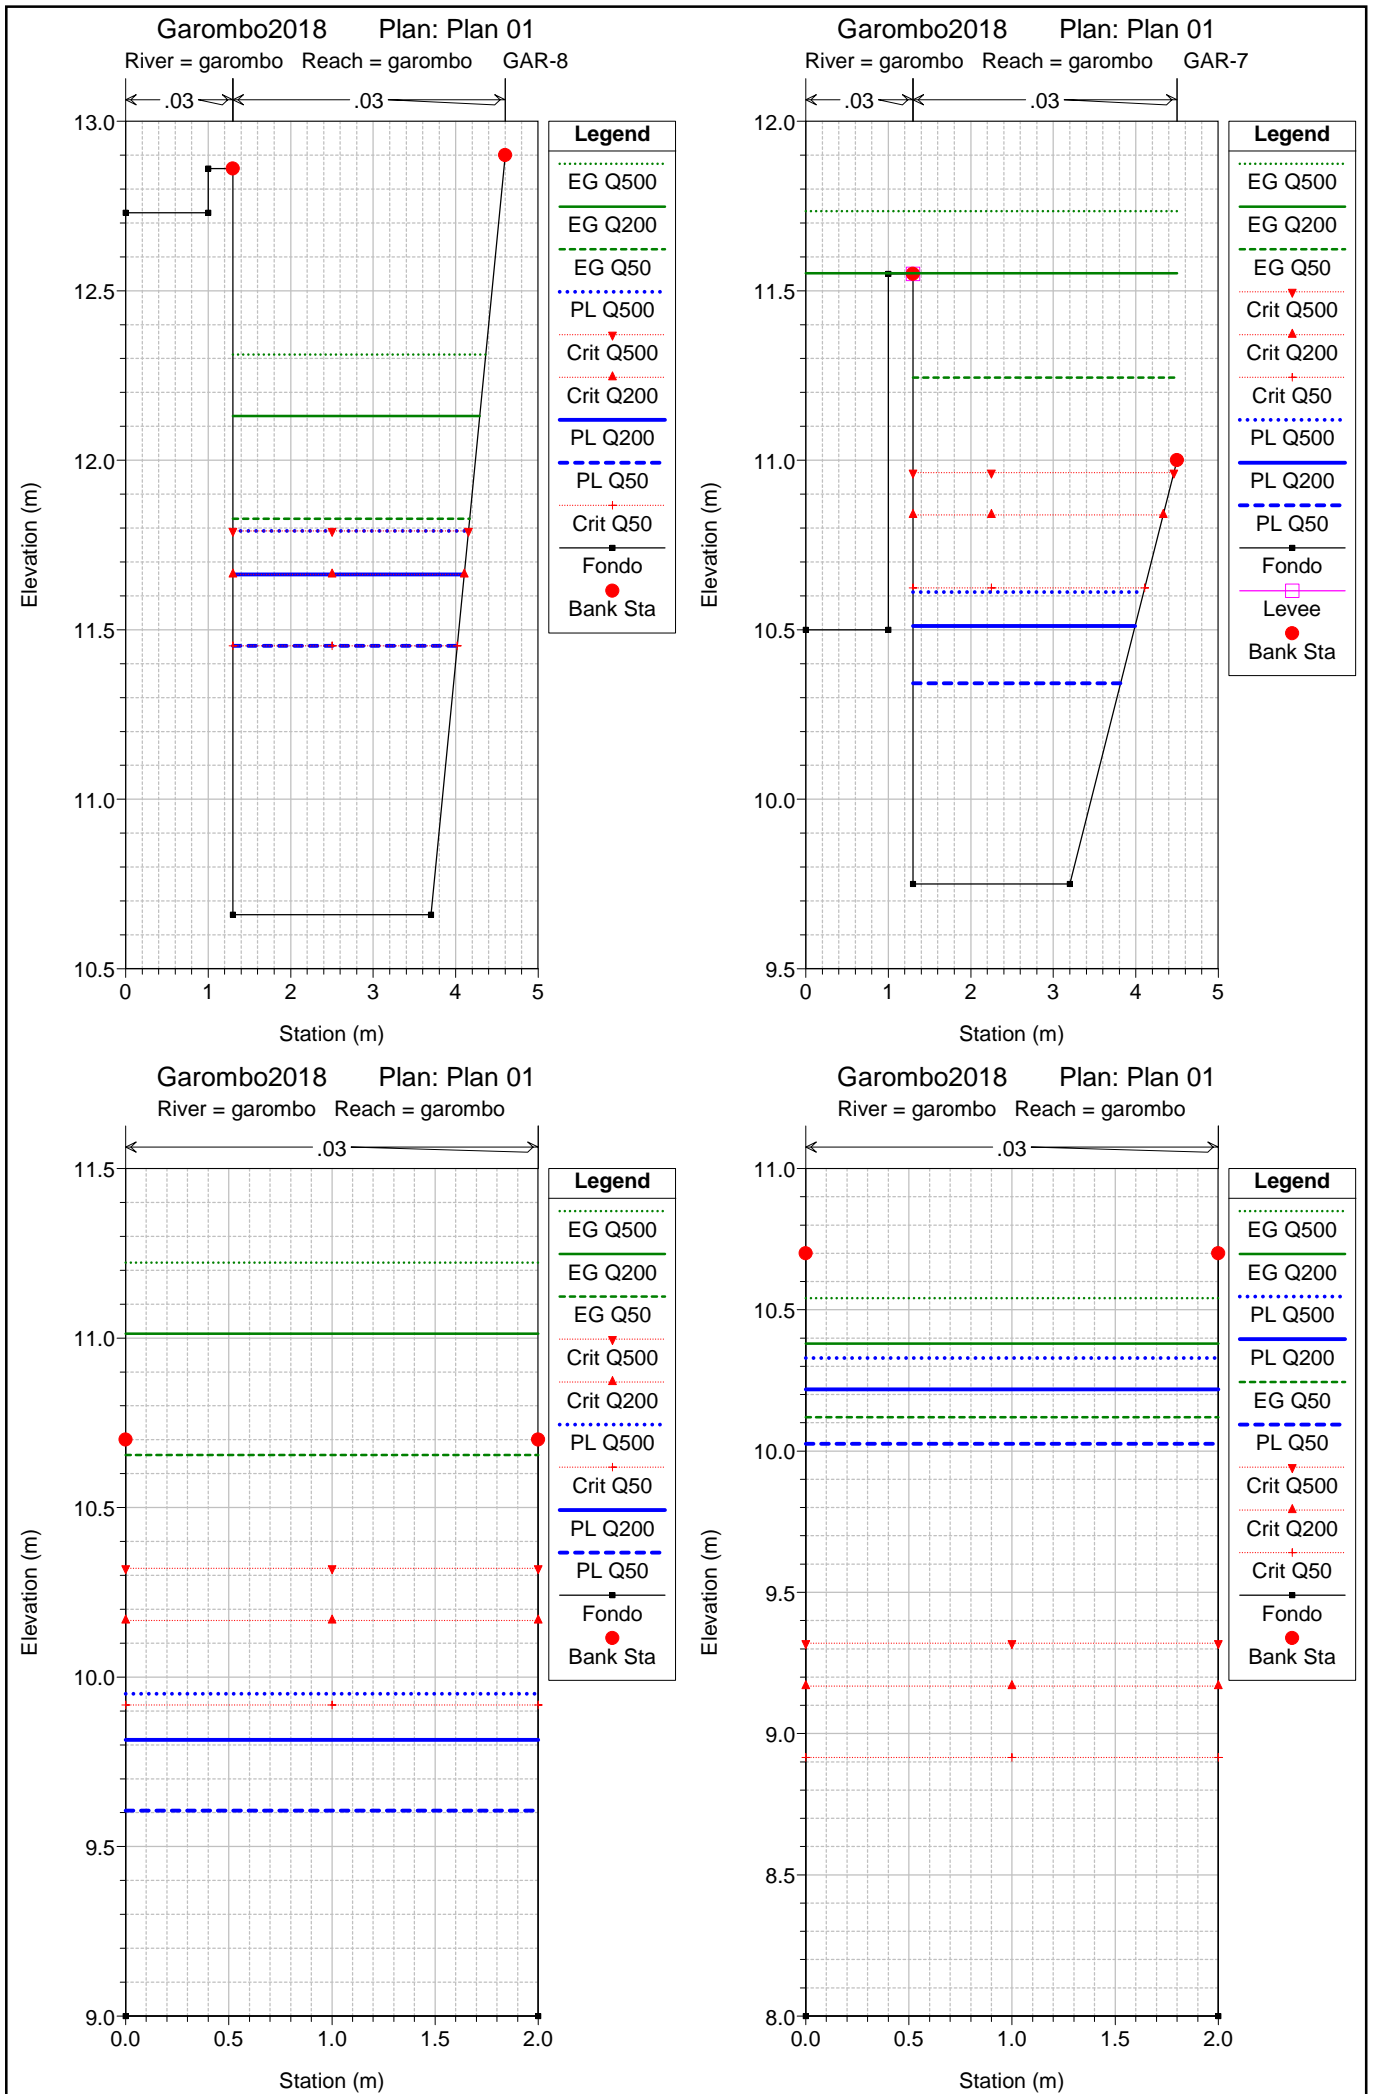 Garombo2018 Plan: Plan 01
River = garombo Reach = garombo GAR-8
.03 .03
Legend
EG Q500
EG Q200
EG Q50
PL Q500
Crit Q500
Crit Q200
PL Q200
PL Q50
Crit Q50
Fondo
Bank Sta
13.0
12.5
12.0
11.5
11.0
10.5
Elevation (m)
0 1 2 3 4 5
Station (m)
Garombo2018 Plan: Plan 01
River = garombo Reach = garombo GAR-7
.03 .03
Legend
EG Q500
EG Q200
EG Q50
Crit Q500
Crit Q200
Crit Q50
PL Q500
PL Q200
PL Q50
Fondo
Levee
Bank Sta
12.0
11.5
11.0
10.5
10.0
9.5
Elevation (m)
0 1 2 3 4 5
Station (m)
Garombo2018 Plan: Plan 01
River = garombo Reach = garombo
.03
Legend
EG Q500
EG Q200
EG Q50
Crit Q500
Crit Q200
PL Q500
Crit Q50
PL Q200
PL Q50
Fondo
Bank Sta
11.5
11.0
10.5
10.0
9.5
9.0
Elevation (m)
0.0 0.5 1.0 1.5 2.0
Station (m)
Garombo2018 Plan: Plan 01
River = garombo Reach = garombo
.03
Legend
EG Q500
EG Q200
PL Q500
PL Q200
EG Q50
PL Q50
Crit Q500
Crit Q200
Crit Q50
Fondo
Bank Sta
11.0
10.5
10.0
9.5
9.0
8.5
8.0
Elevation (m)
0.0 0.5 1.0 1.5 2.0
Station (m)